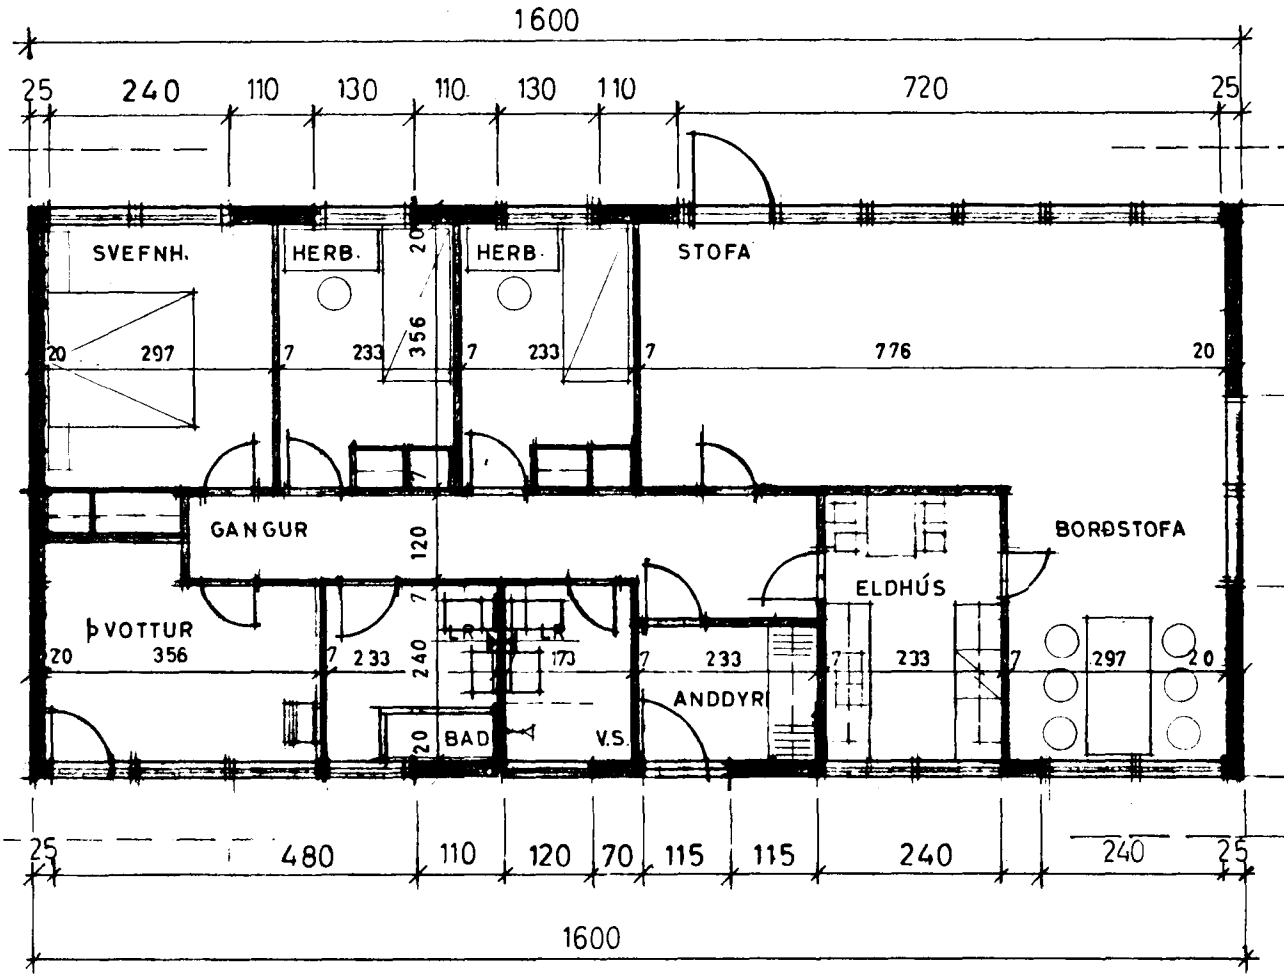 1600
25 240 110 130 110 130 110 720 25
SVEFNH. HERB. HERB. STOFA
20
356
20 297 7 233 7 233 7 776 20
7
GANGUR
120
BORÐSTOFA
ELDHÚS
7
ÞVOTTUR LR LR
20 356 7 233 240 173 7 233 7 233 7 297 20
ANDDYRI
20 BAD V.S.
25 480 110 120 70 115 115 240 240 25
1600